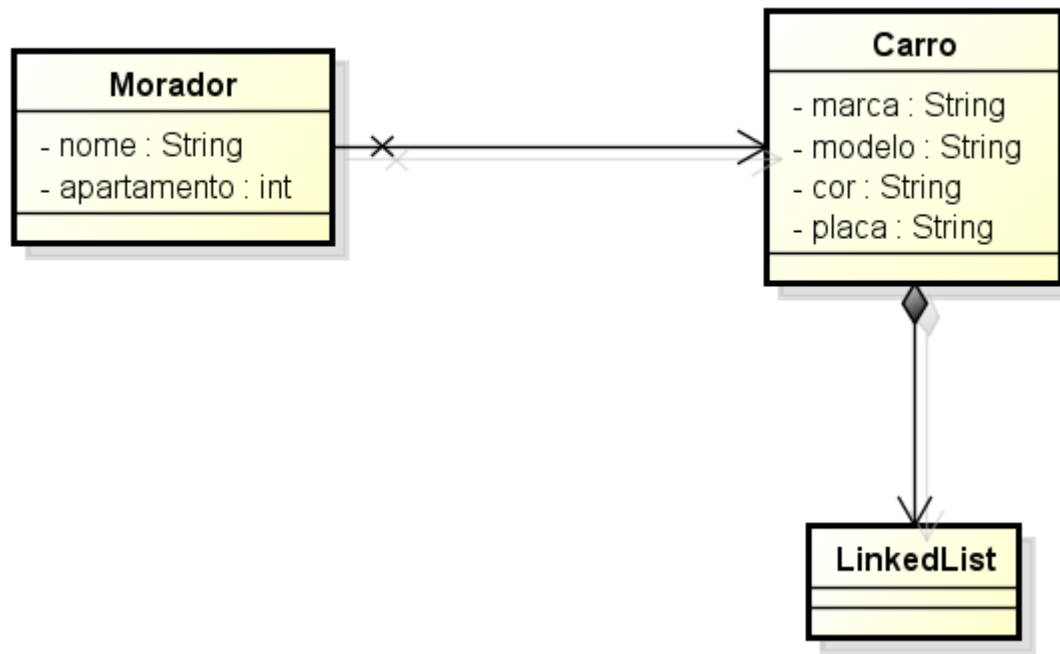 Morador
- nome : String
- apartamento : int
Carro
- marca : String
- modelo : String
- cor : String
- placa : String
LinkedList